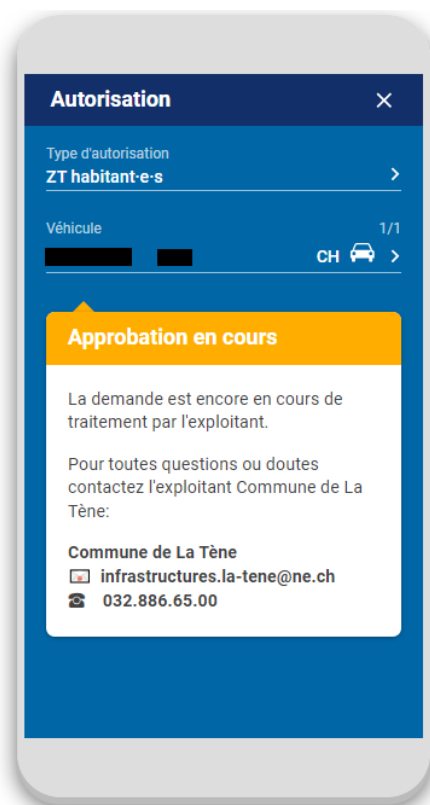 Autorisation
Type d'autorisation
ZT habitant·e·s
Véhicule 1/1
CH
Approbation en cours
La demande est encore en cours de
traitement par l'exploitant.
Pour toutes questions ou doutes
contactez l'exploitant Commune de La
Tène:
Commune de La Tène
infrastructures.la-tene@ne.ch
032.886.65.00